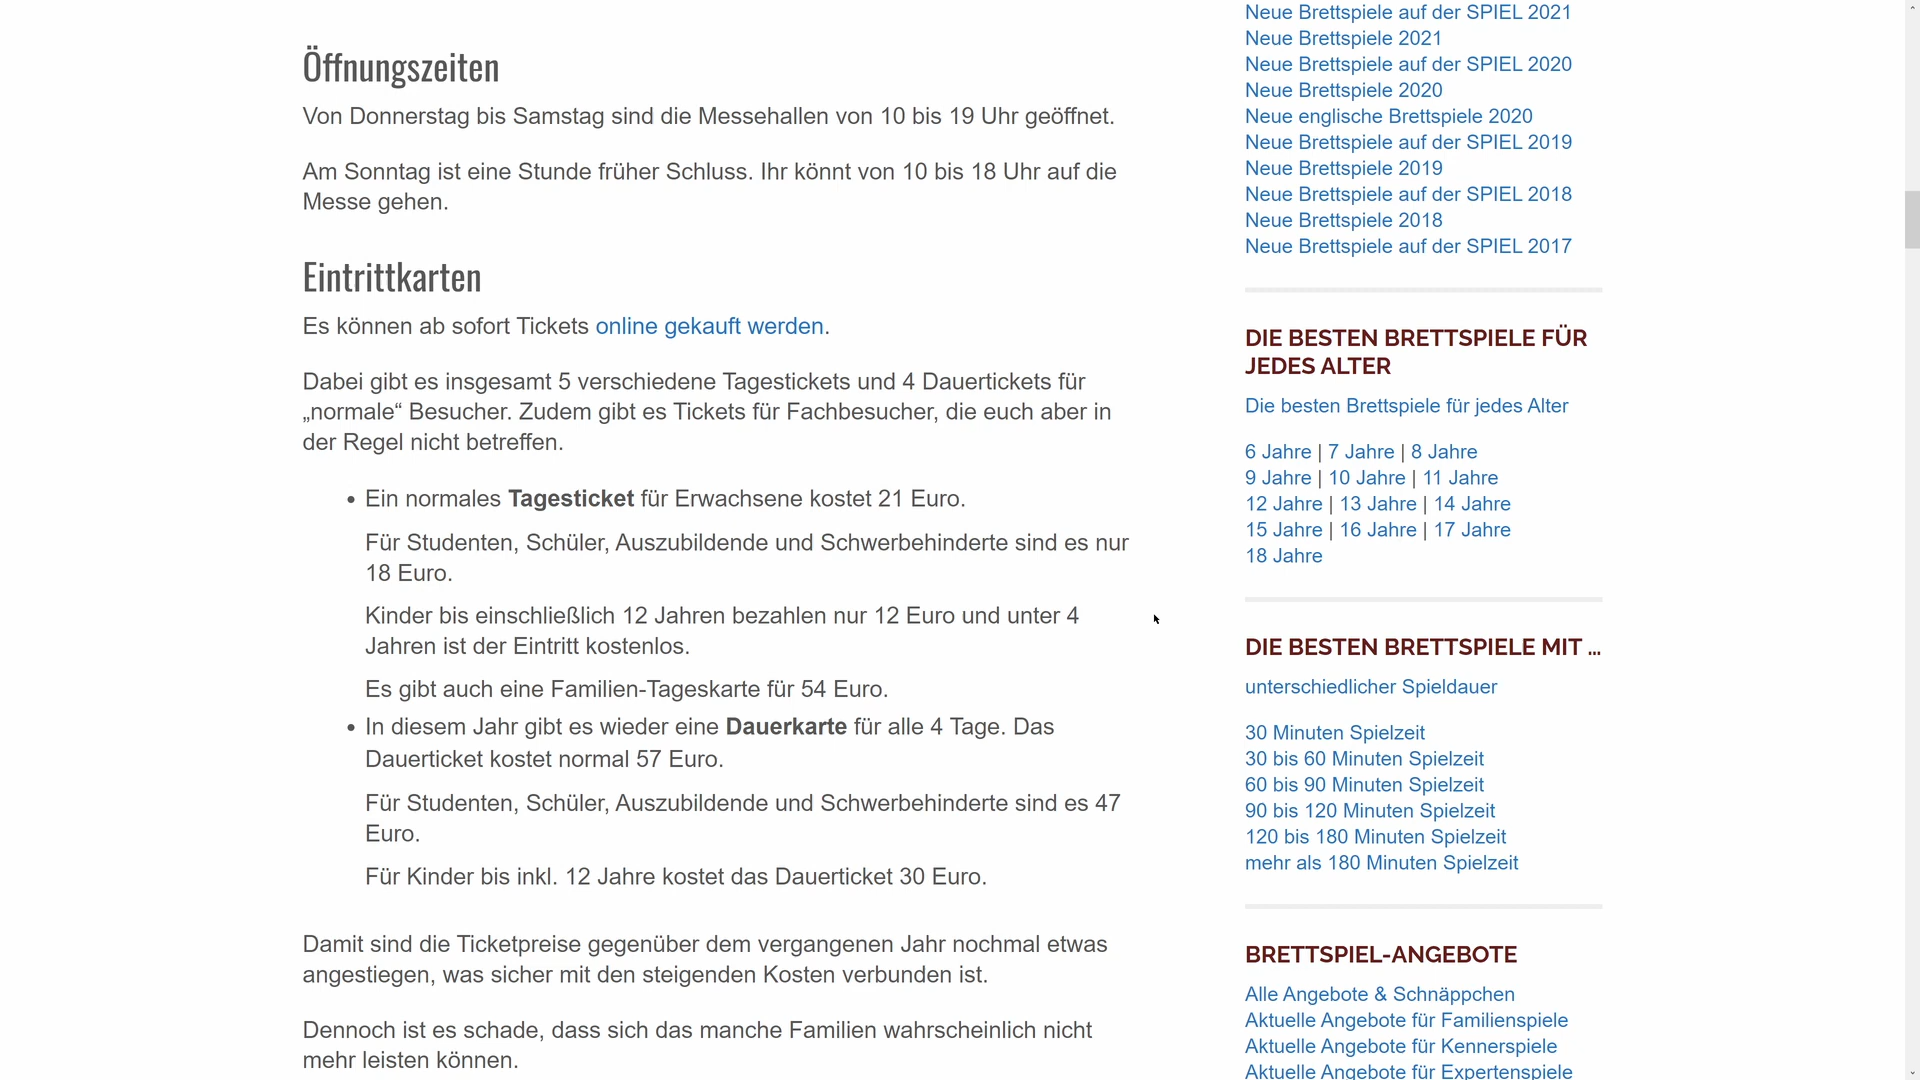 Öffnungszeiten
Von Donnerstag bis Samstag sind die Messehallen von 10 bis 19 Uhr geöffnet.
Am Sonntag ist eine Stunde früher Schluss. Ihr könnt von 10 bis 18 Uhr auf die
Messe gehen.
Eintrittkarten
Es können ab sofort Tickets online gekauft werden.
Dabei gibt es insgesamt 5 verschiedene Tagestickets und 4 Dauertickets für
„normale“ Besucher. Zudem gibt es Tickets für Fachbesucher, die euch aber in
der Regel nicht betreffen.
• Ein normales Tagesticket für Erwachsene kostet 21 Euro.
Für Studenten, Schüler, Auszubildende und Schwerbehinderte sind es nur
18 Euro.
Kinder bis einschließlich 12 Jahren bezahlen nur 12 Euro und unter 4
Jahren ist der Eintritt kostenlos.
Es gibt auch eine Familien-Tageskarte für 54 Euro.
• In diesem Jahr gibt es wieder eine Dauerkarte für alle 4 Tage. Das
Dauerticket kostet normal 57 Euro.
Für Studenten, Schüler, Auszubildende und Schwerbehinderte sind es 47
Euro.
Für Kinder bis inkl. 12 Jahre kostet das Dauerticket 30 Euro.
Damit sind die Ticketpreise gegenüber dem vergangenen Jahr nochmal etwas
angestiegen, was sicher mit den steigenden Kosten verbunden ist.
Dennoch ist es schade, dass sich das manche Familien wahrscheinlich nicht
mehr leisten können.
Neue Brettspiele auf der SPIEL 2021
Neue Brettspiele 2021
Neue Brettspiele auf der SPIEL 2020
Neue Brettspiele 2020
Neue englische Brettspiele 2020
Neue Brettspiele auf der SPIEL 2019
Neue Brettspiele 2019
Neue Brettspiele auf der SPIEL 2018
Neue Brettspiele 2018
Neue Brettspiele auf der SPIEL 2017
DIE BESTEN BRETTSPIELE FÜR
JEDES ALTER
Die besten Brettspiele für jedes Alter
6 Jahre | 7 Jahre | 8 Jahre
9 Jahre | 10 Jahre | 11 Jahre
12 Jahre | 13 Jahre | 14 Jahre
15 Jahre | 16 Jahre | 17 Jahre
18 Jahre
DIE BESTEN BRETTSPIELE MIT ...
unterschiedlicher Spieldauer
30 Minuten Spielzeit
30 bis 60 Minuten Spielzeit
60 bis 90 Minuten Spielzeit
90 bis 120 Minuten Spielzeit
120 bis 180 Minuten Spielzeit
mehr als 180 Minuten Spielzeit
BRETTSPIEL-ANGEBOTE
Alle Angebote & Schnäppchen
Aktuelle Angebote für Familienspiele
Aktuelle Angebote für Kennerspiele
Aktuelle Angebote für Expertenspiele